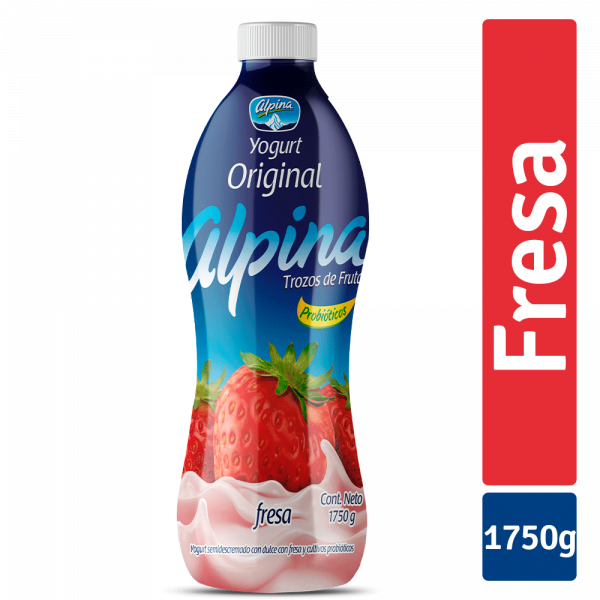 Alpina
Yogurt
Original
Alpina
Trozos de Fruta
Probióticos
fresa
Cont. Neto
1750 g
Yogurt semidescremado con dulce con fresa y cultivos probióticos
Fresa
1750g